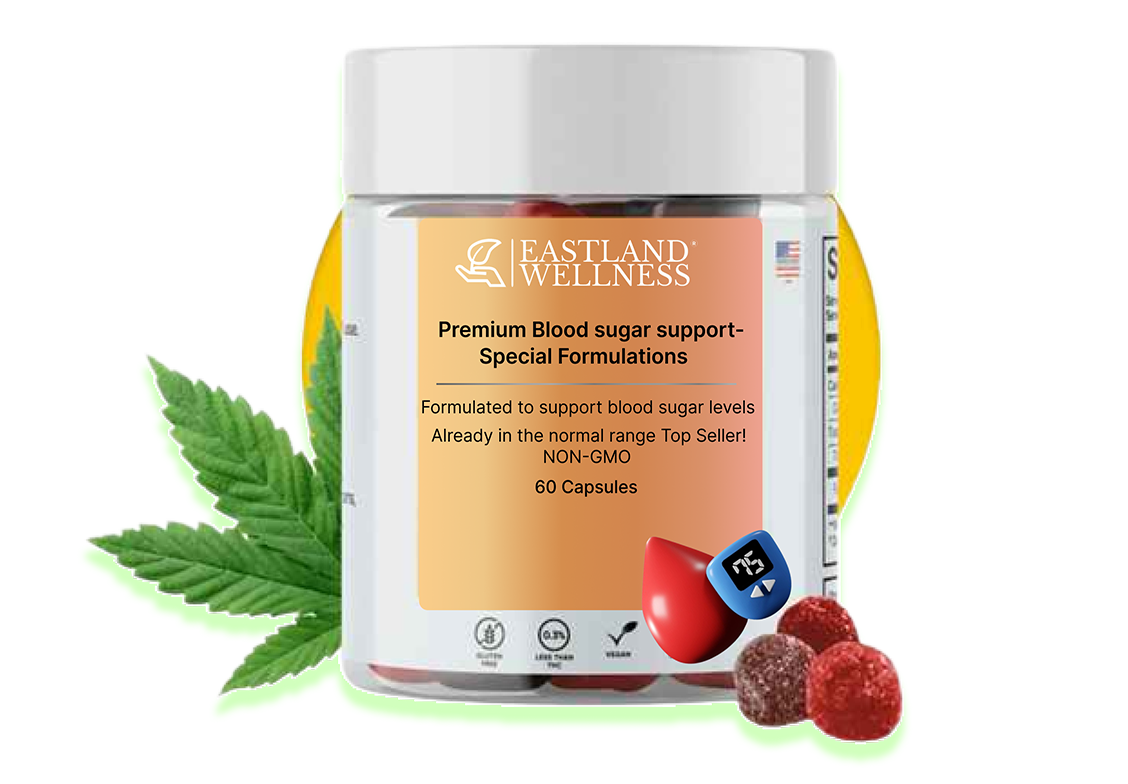 EASTLAND
WELLNESS
Premium Blood sugar support-
Special Formulations
Formulated to support blood sugar levels
Already in the normal range Top Seller!
NON-GMO
60 Capsules
76
GLUTEN
FREE
0.3%
LESS THAN
THC
VEGAN
S